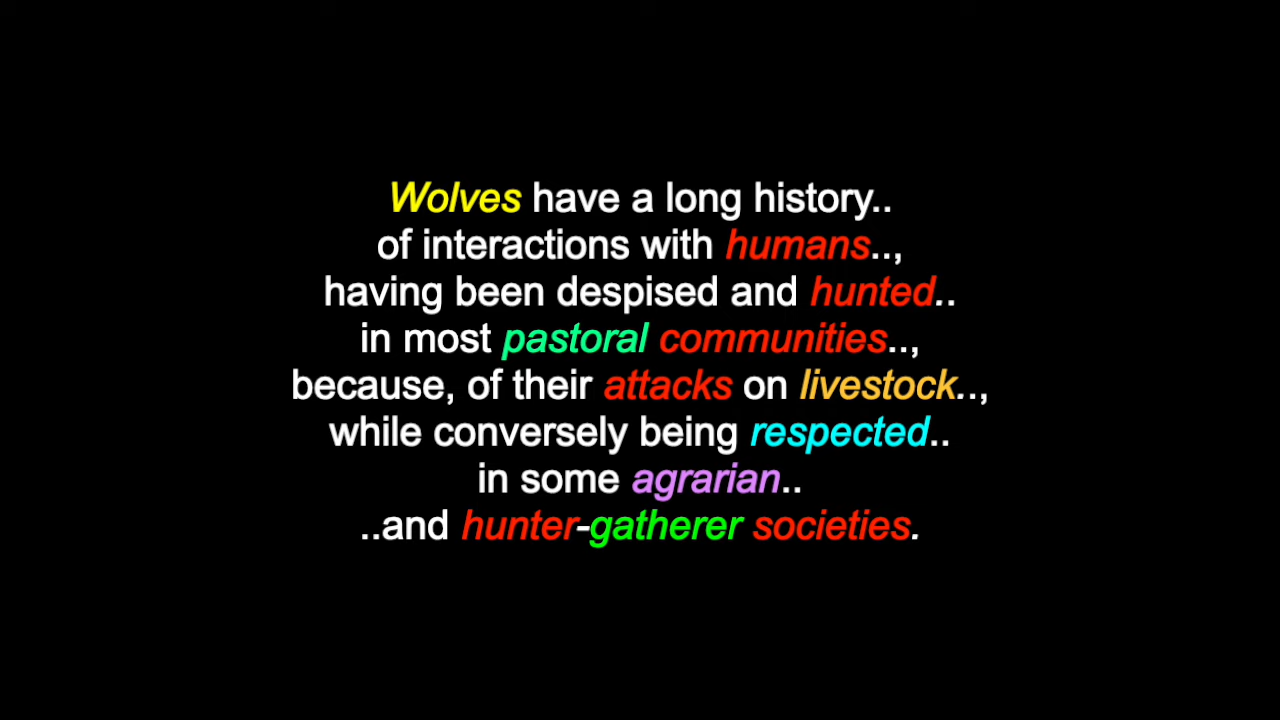 Wolves have a long history..
of interactions with humans..,
having been despised and hunted..
in most pastoral communities..,
because, of their attacks on livestock..,
while conversely being respected..
in some agrarian..
..and hunter-gatherer societies.